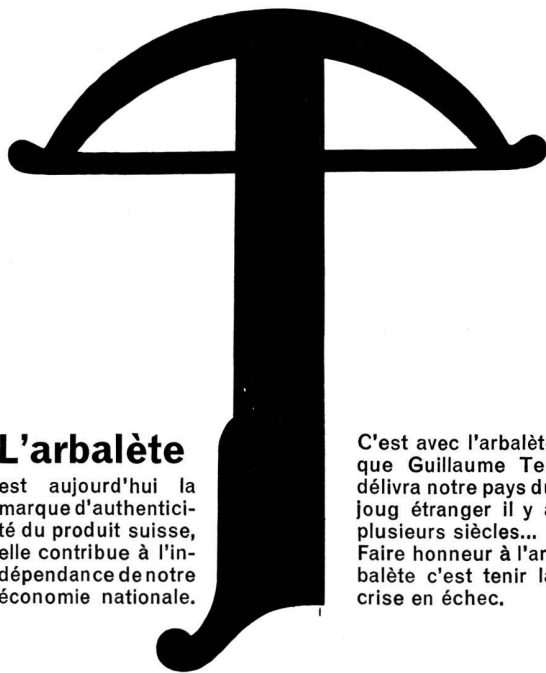 L'arbalète
est aujourd'hui la
marque d'authentici-
té du produit suisse,
elle contribue à l'in-
dépendance de notre
économie nationale.
C'est avec l'arbalèt
que Guillaume Te
délivra notre pays du
joug étranger il y a
plusieurs siècles...
Faire honneur à l'ar
balète c'est tenir la
crise en échec.